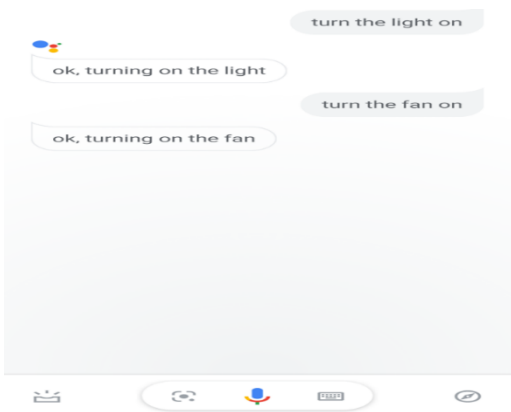 turn the light on
ok, turning on the light
turn the fan on
ok, turning on the fan